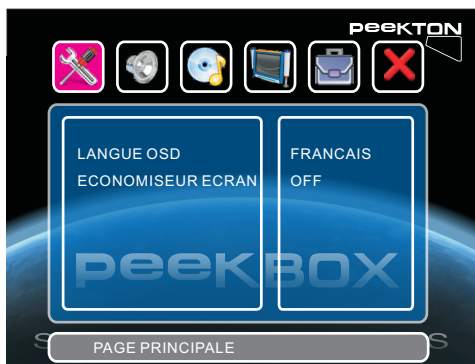 PEEKTON
LANGUE OSD FRANCAIS
ECONOMISEUR ECRAN OFF
PEEKBOX
S S
PAGE PRINCIPALE